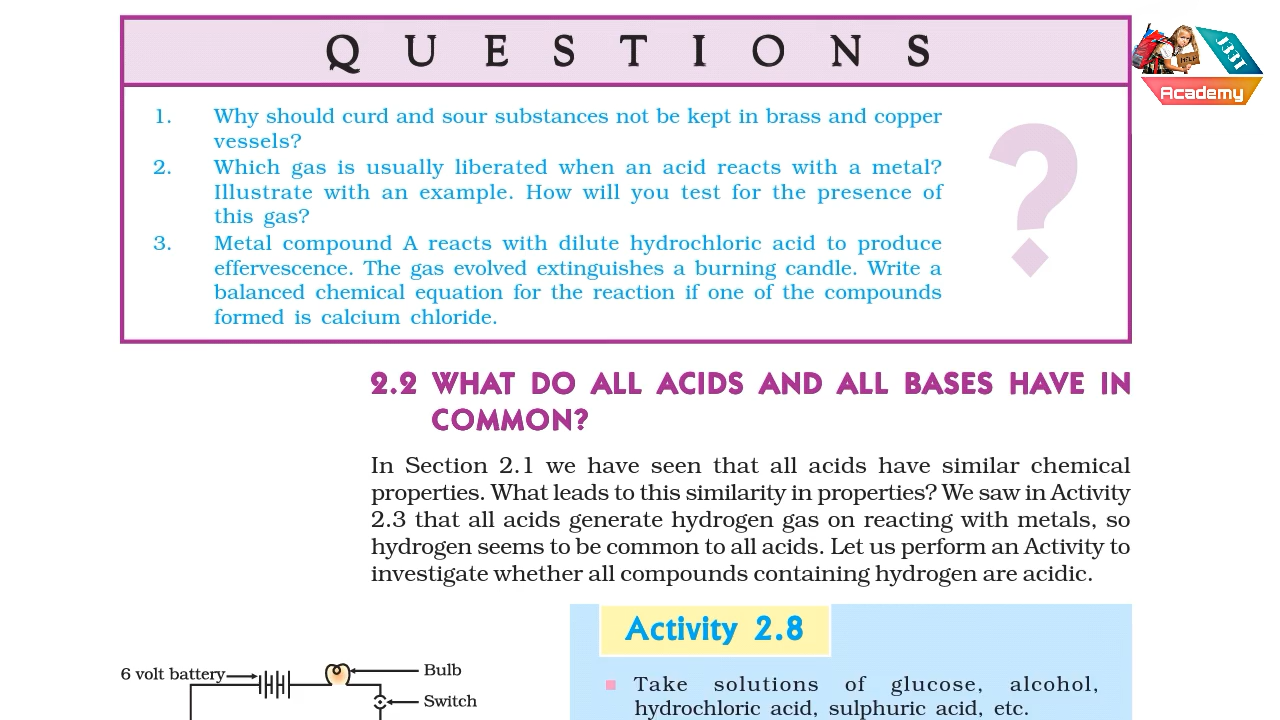 Q U E S T I O N S
J33T
Academy
HELP
1. Why should curd and sour substances not be kept in brass and copper
vessels?
2. Which gas is usually liberated when an acid reacts with a metal?
Illustrate with an example. How will you test for the presence of
this gas?
3. Metal compound A reacts with dilute hydrochloric acid to produce
effervescence. The gas evolved extinguishes a burning candle. Write a
balanced chemical equation for the reaction if one of the compounds
formed is calcium chloride.
?
2.2 WHAT DO ALL ACIDS AND ALL BASES HAVE IN
COMMON?
In Section 2.1 we have seen that all acids have similar chemical
properties. What leads to this similarity in properties? We saw in Activity
2.3 that all acids generate hydrogen gas on reacting with metals, so
hydrogen seems to be common to all acids. Let us perform an Activity to
investigate whether all compounds containing hydrogen are acidic.
Activity 2.8
Take solutions of glucose, alcohol,
hydrochloric acid, sulphuric acid, etc.
6 volt battery
Bulb
Switch